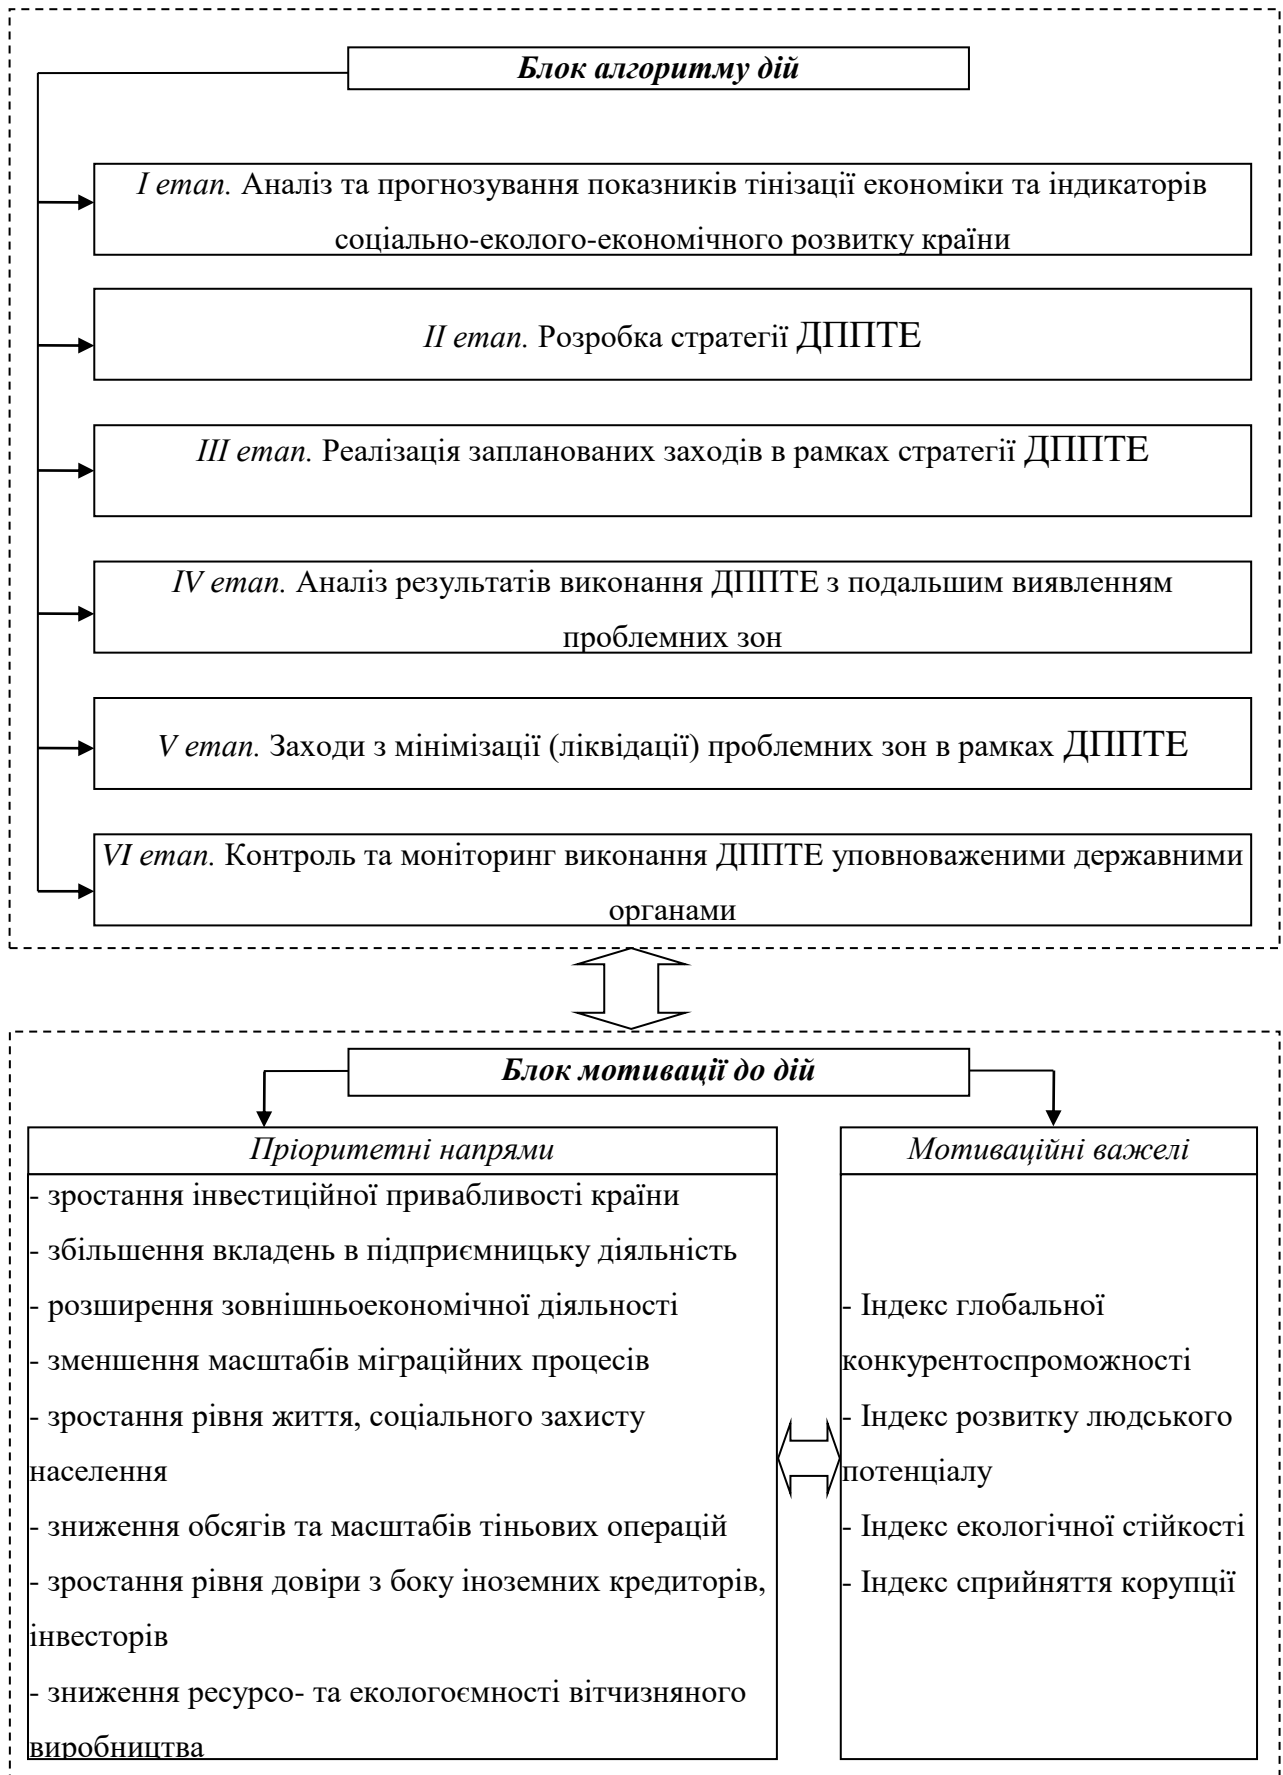 Блок алгоритму дій
І етап. Аналіз та прогнозування показників тінізації економіки та індикаторів
соціально-еколого-економічного розвитку країни
ІІ етап. Розробка стратегії ДППТЕ
ІІІ етап. Реалізація запланованих заходів в рамках стратегії ДППТЕ
IV етап. Аналіз результатів виконання ДППТЕ з подальшим виявленням
проблемних зон
V етап. Заходи з мінімізації (ліквідації) проблемних зон в рамках ДППТЕ
VI етап. Контроль та моніторинг виконання ДППТЕ уповноваженими державними
органами
Блок мотивації до дій
Пріоритетні напрями
- зростання інвестиційної привабливості країни
- збільшення вкладень в підприємницьку діяльність
- розширення зовнішньоекономічної діяльності
- зменшення масштабів міграційних процесів
- зростання рівня життя, соціального захисту
населення
- зниження обсягів та масштабів тіньових операцій
- зростання рівня довіри з боку іноземних кредиторів,
інвесторів
- зниження ресурсо- та екологоємності вітчизняного
виробництва
Мотиваційні важелі
- Індекс глобальної
конкурентоспроможності
- Індекс розвитку людського
потенціалу
- Індекс екологічної стійкості
- Індекс сприйняття корупції